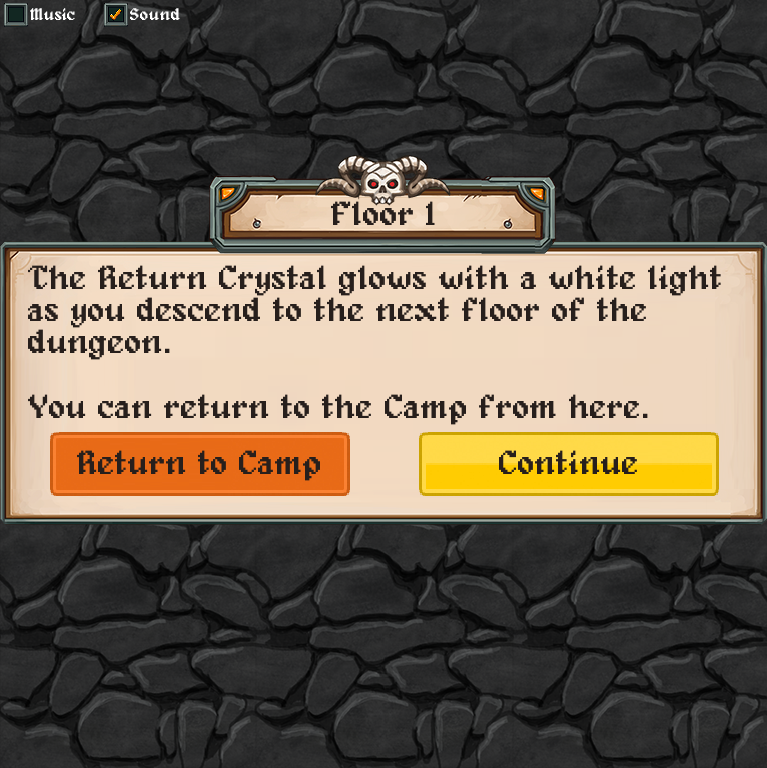 Music
Sound
Floor 1
The Return Crystal glows with a white light
as you descend to the next floor of the
dungeon.
You can return to the Camp from here.
Return to Camp
Continue